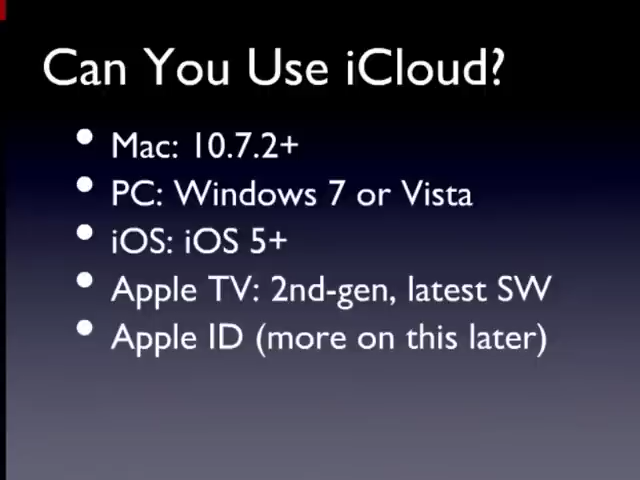 Can You Use iCloud?
• Mac: 10.7.2+
• PC: Windows 7 or Vista
• iOS: iOS 5+
• Apple TV: 2nd-gen, latest SW
• Apple ID (more on this later)